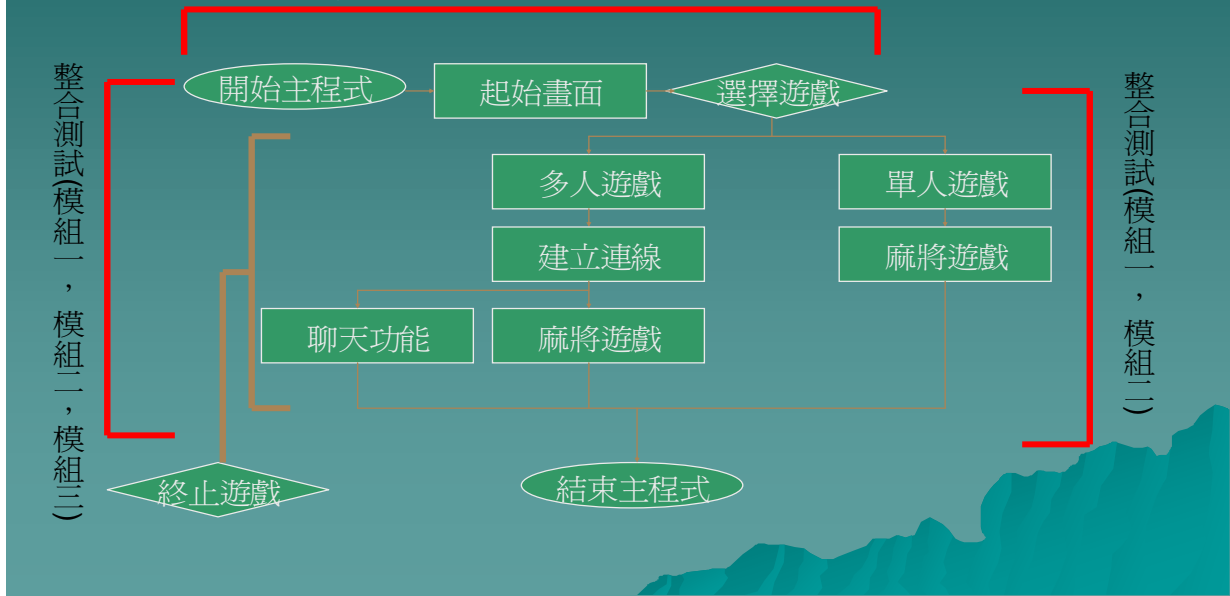 開始主程式
起始畫面
選擇遊戲
整合測試(模組一，模組二，模組三)
整合測試(模組一，模組二)
多人遊戲
單人遊戲
建立連線
麻將遊戲
聊天功能
麻將遊戲
終止遊戲
結束主程式